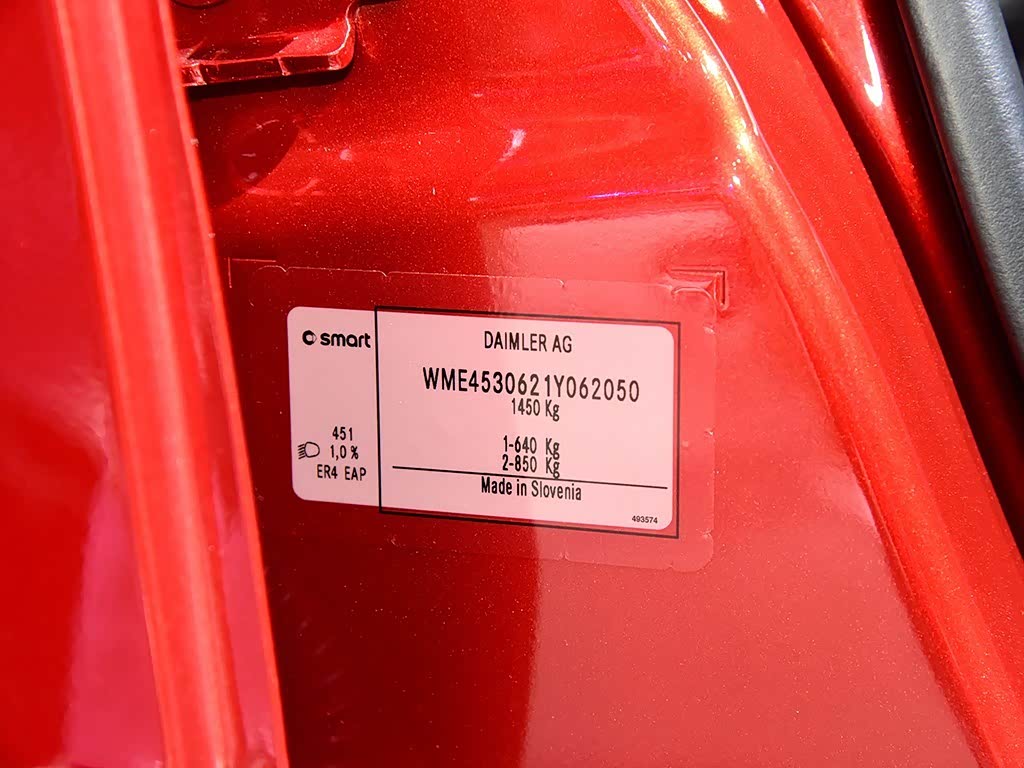 smart
451
1,0 %
ER4 EAP
DAIMLER AG
WME4530621Y062050
1450 Kg
1-640 Kg
2-850 Kg
Made in Slovenia
493574